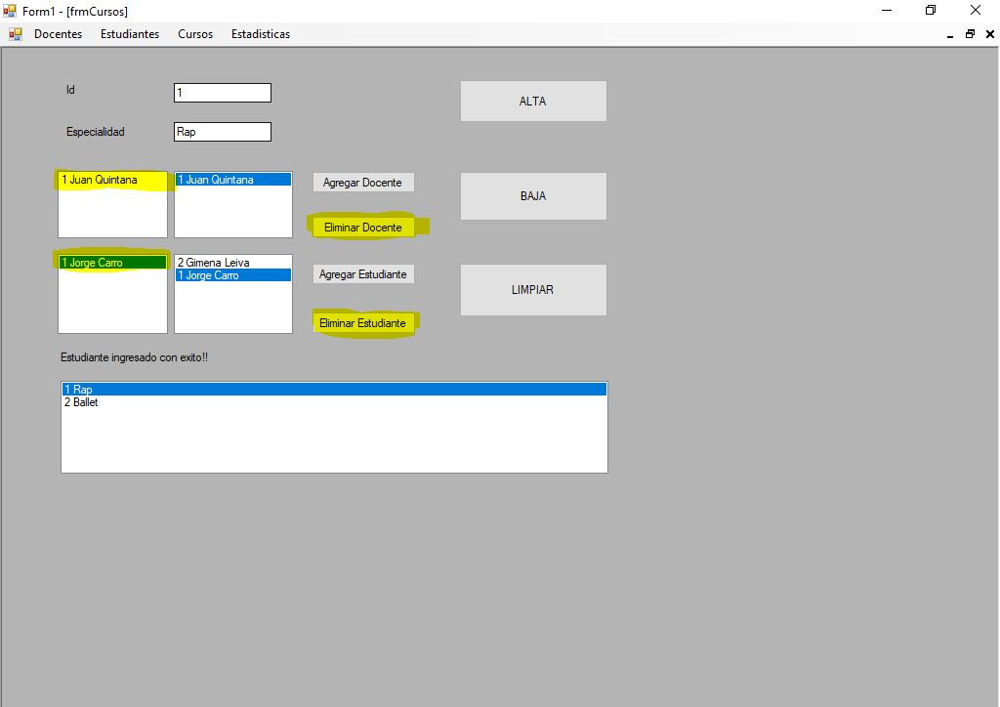 Form1 - [frmCursos]
Docentes Estudiantes Cursos Estadisticas
Id 1 ALTA
Especialidad Rap
1 Juan Quintana 1 Juan Quintana Agregar Docente BAJA
Eliminar Docente
1 Jorge Carro 2 Gimena Leiva Agregar Estudiante LIMPIAR
1 Jorge Carro
Eliminar Estudiante
Estudiante ingresado con exito!!
1 Rap
2 Ballet